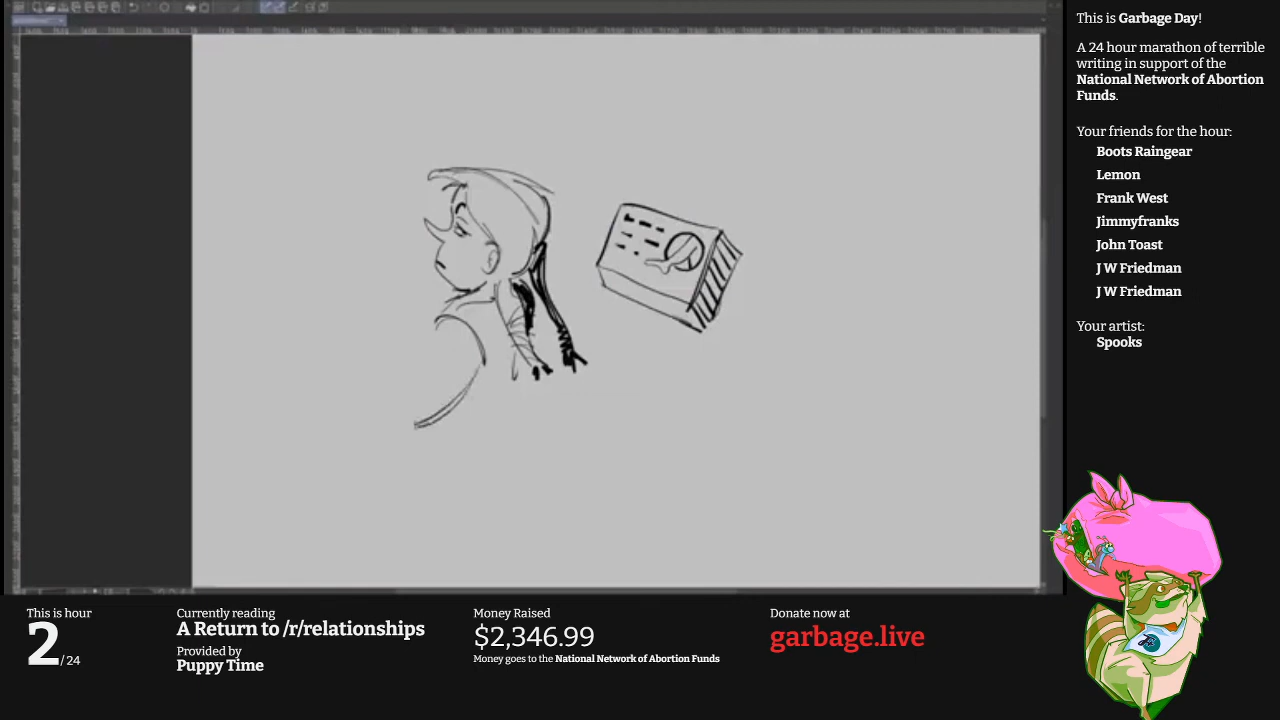 This is Garbage Day!
A 24 hour marathon of terrible
writing in support of the
National Network of Abortion
Funds.
Your friends for the hour:
Boots Raingear
Lemon
Frank West
Jimmyfranks
John Toast
J W Friedman
J W Friedman
Your artist:
Spooks
This is hour
2/24
Currently reading
A Return to /r/relationships
Provided by
Puppy Time
Money Raised
$2,346.99
Money goes to the National Network of Abortion Funds
Donate now at
garbage.live